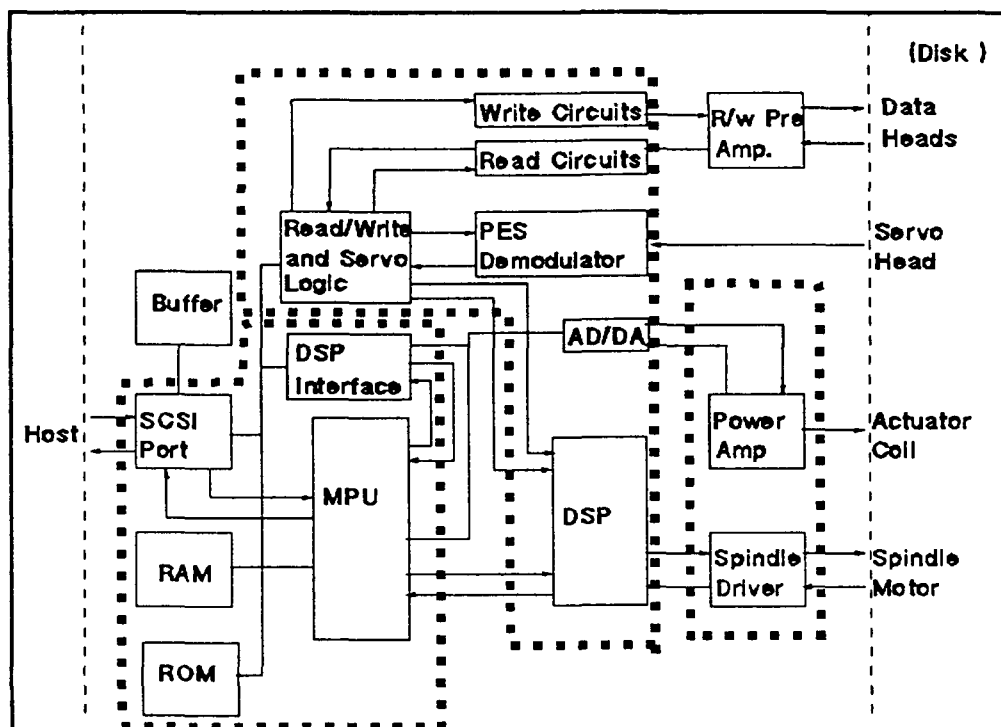 (Disk)
Write Circuits
R/w Pre
Amp.
Data
Heads
Read Circuits
Read/Write
and Servo
Logic
PES
Demodulator
Servo
Head
Buffer
DSP
Interface
AD/DA
SCSI
Port
Host
Power
Amp
Actuator
Coil
MPU
DSP
RAM
Spindle
Driver
Spindle
Motor
ROM